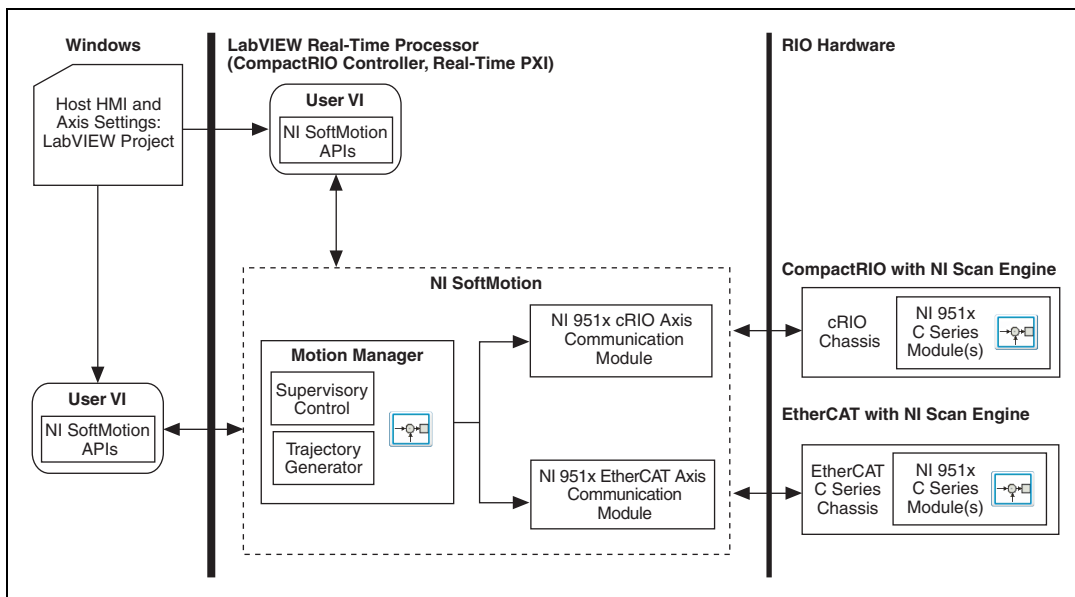 Windows
Host HMI and
Axis Settings:
LabVIEW Project
User VI
NI SoftMotion
APIs
LabVIEW Real-Time Processor
(CompactRIO Controller, Real-Time PXI)
User VI
NI SoftMotion
APIs
NI SoftMotion
Motion Manager
Supervisory
Control
Trajectory
Generator
NI 951x cRIO Axis
Communication
Module
NI 951x EtherCAT Axis
Communication
Module
RIO Hardware
CompactRIO with NI Scan Engine
cRIO
Chassis
NI 951x
C Series
Module(s)
EtherCAT with NI Scan Engine
EtherCAT
C Series
Chassis
NI 951x
C Series
Module(s)